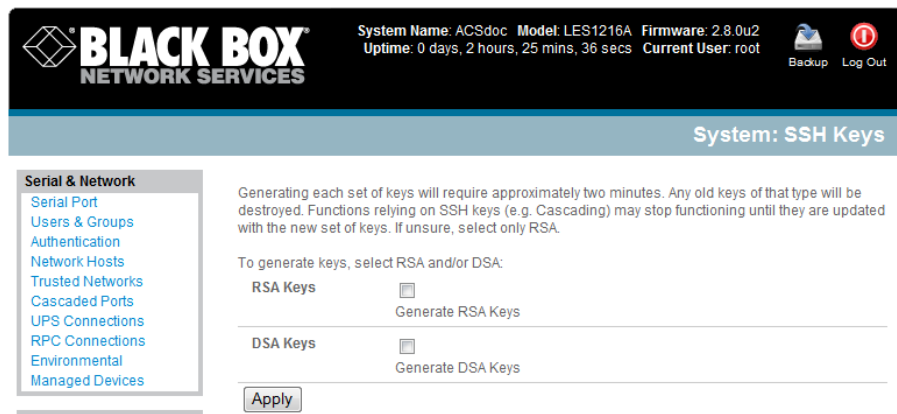 BLACK BOX®
NETWORK SERVICES
System Name: ACSdoc Model: LES1216A Firmware: 2.8.0u2
Uptime: 0 days, 2 hours, 25 mins, 36 secs Current User: root
Backup
Log Out
System: SSH Keys
Serial & Network
Serial Port
Users & Groups
Authentication
Network Hosts
Trusted Networks
Cascaded Ports
UPS Connections
RPC Connections
Environmental
Managed Devices
Generating each set of keys will require approximately two minutes. Any old keys of that type will be
destroyed. Functions relying on SSH keys (e.g. Cascading) may stop functioning until they are updated
with the new set of keys. If unsure, select only RSA.
To generate keys, select RSA and/or DSA:
RSA Keys
Generate RSA Keys
DSA Keys
Generate DSA Keys
Apply